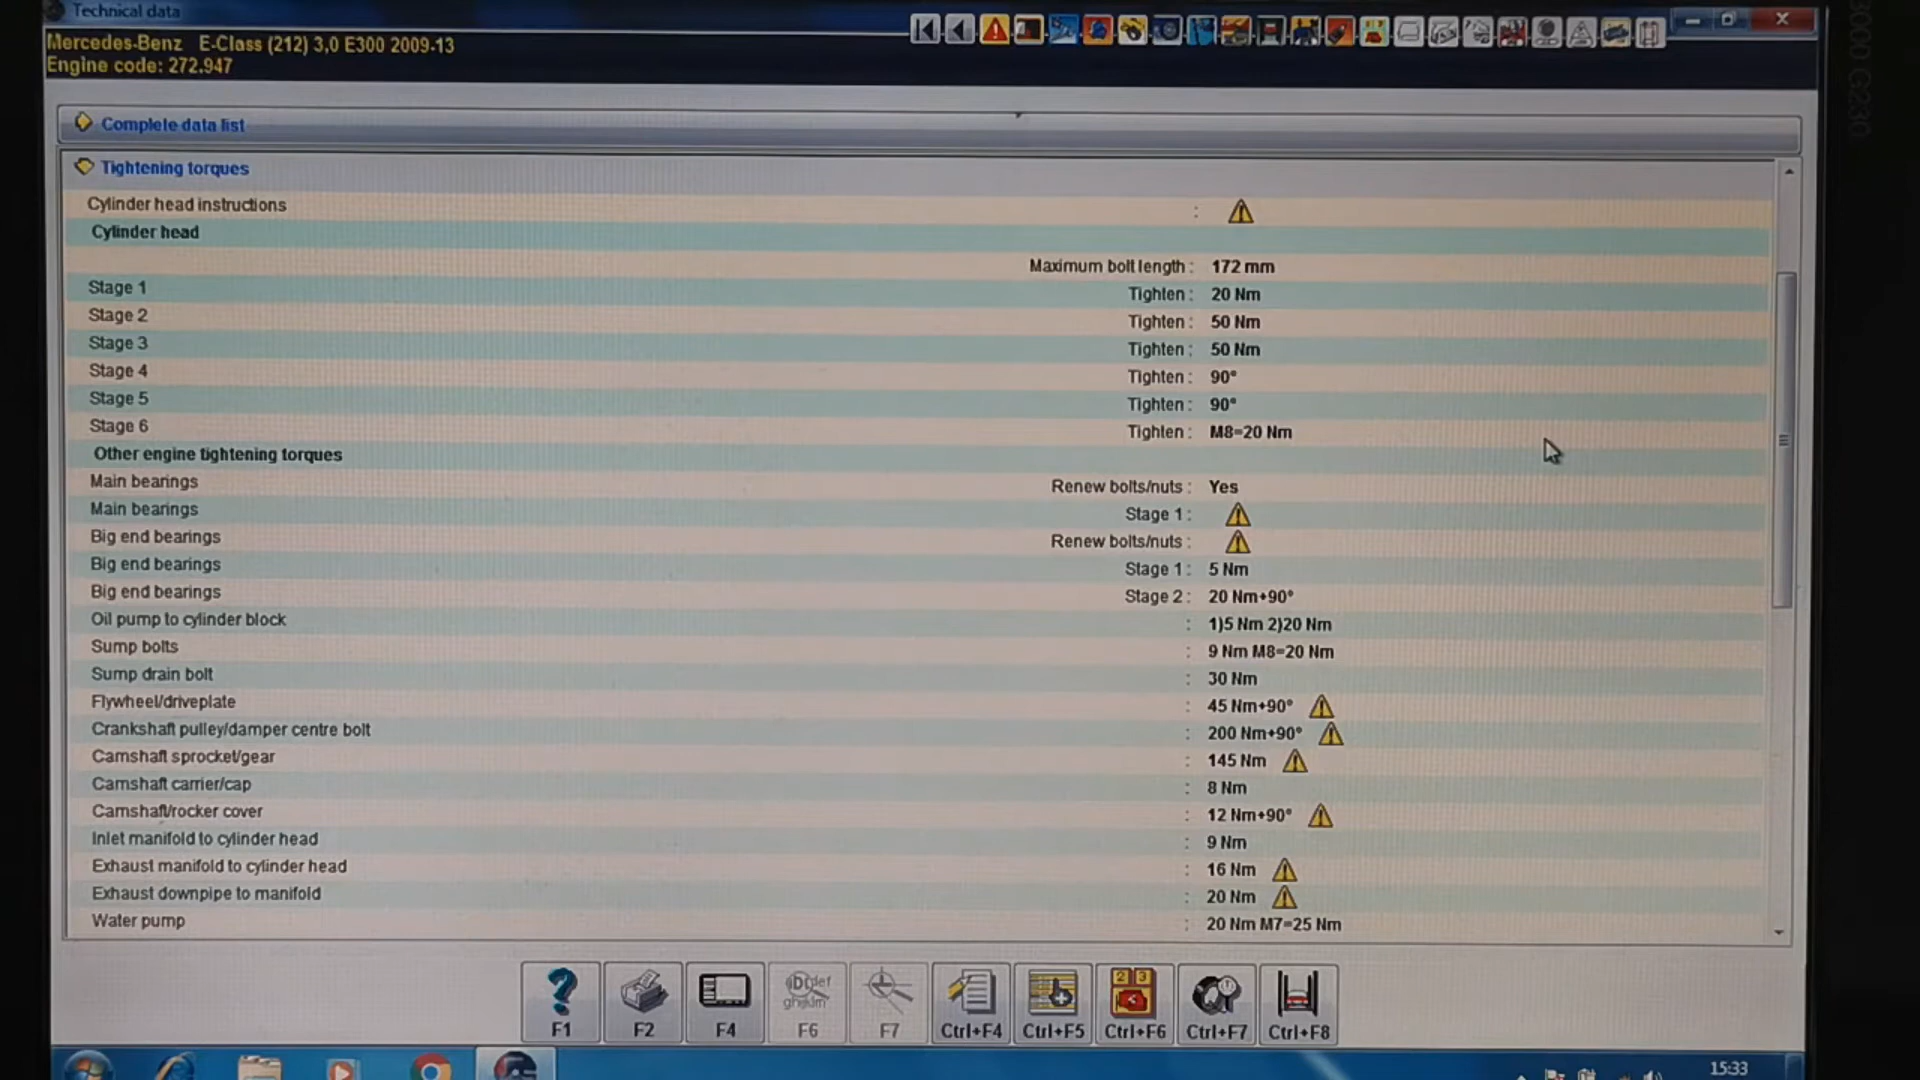 Technical data
Mercedes-Benz E-Class (212) 3,0 E300 2009-13
Engine code: 272.947
Complete data list
Tightening torques
Cylinder head instructions :
Cylinder head
Maximum bolt length : 172 mm
Stage 1 Tighten : 20 Nm
Stage 2 Tighten : 50 Nm
Stage 3 Tighten : 50 Nm
Stage 4 Tighten : 90°
Stage 5 Tighten : 90°
Stage 6 Tighten : M8=20 Nm
Other engine tightening torques
Main bearings Renew bolts/nuts : Yes
Main bearings Stage 1 :
Big end bearings Renew bolts/nuts :
Big end bearings Stage 1 : 5 Nm
Big end bearings Stage 2 : 20 Nm+90°
Oil pump to cylinder block : 1)5 Nm 2)20 Nm
Sump bolts : 9 Nm M8=20 Nm
Sump drain bolt : 30 Nm
Flywheel/driveplate : 45 Nm+90°
Crankshaft pulley/damper centre bolt : 200 Nm+90°
Camshaft sprocket/gear : 145 Nm
Camshaft carrier/cap : 8 Nm
Camshaft/rocker cover : 12 Nm+90°
Inlet manifold to cylinder head : 9 Nm
Exhaust manifold to cylinder head : 16 Nm
Exhaust downpipe to manifold : 20 Nm
Water pump : 20 Nm M7=25 Nm
F1 F2 F4 F6 F7 Ctrl+F4 Ctrl+F5 Ctrl+F6 Ctrl+F7 Ctrl+F8
15:33